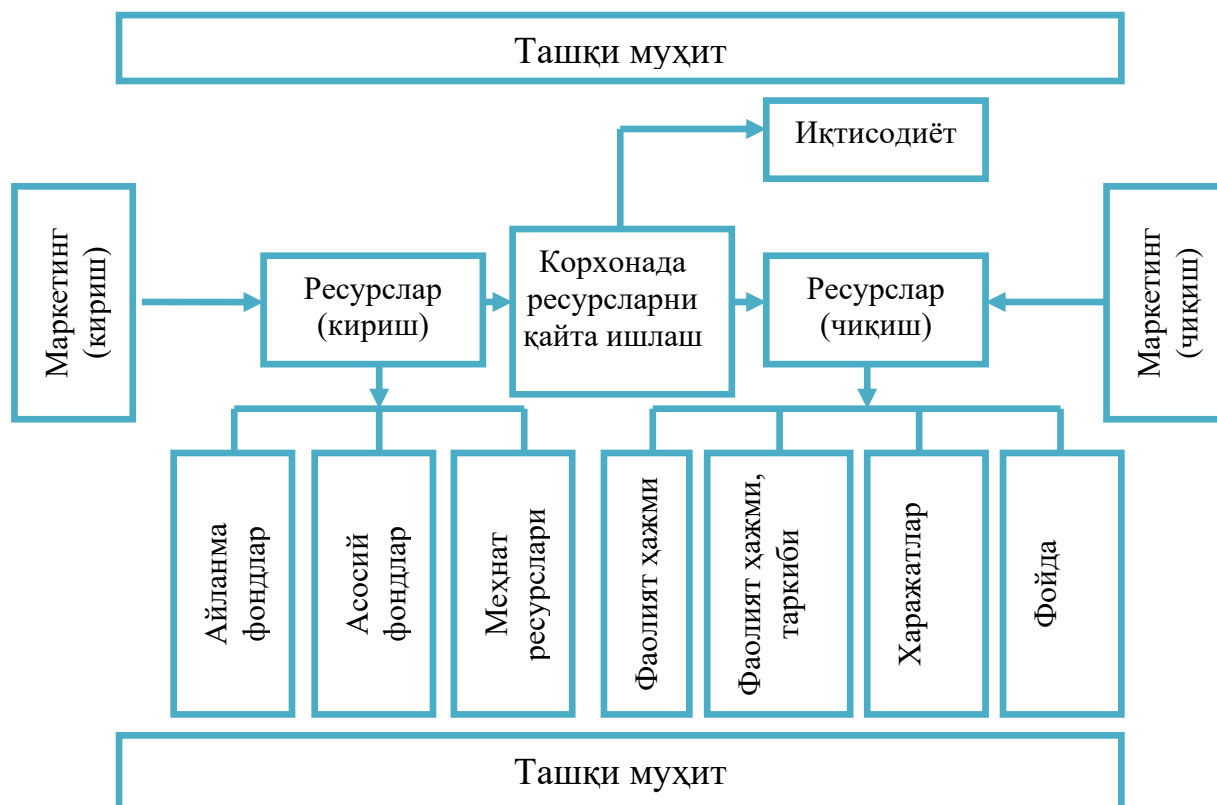 Ташқи муҳит
Иқтисодиёт
Маркетинг
(кириш)
Ресурслар
(кириш)
Корхонада
ресурсларни
қайта ишлаш
Ресурслар
(чиқиш)
Маркетинг
(чиқиш)
Айланма
фондлар
Асосий
фондлар
Меҳнат
ресурслари
Фаолият ҳажми
Фаолият ҳажми,
таркиби
Харажатлар
Фойда
Ташқи муҳит